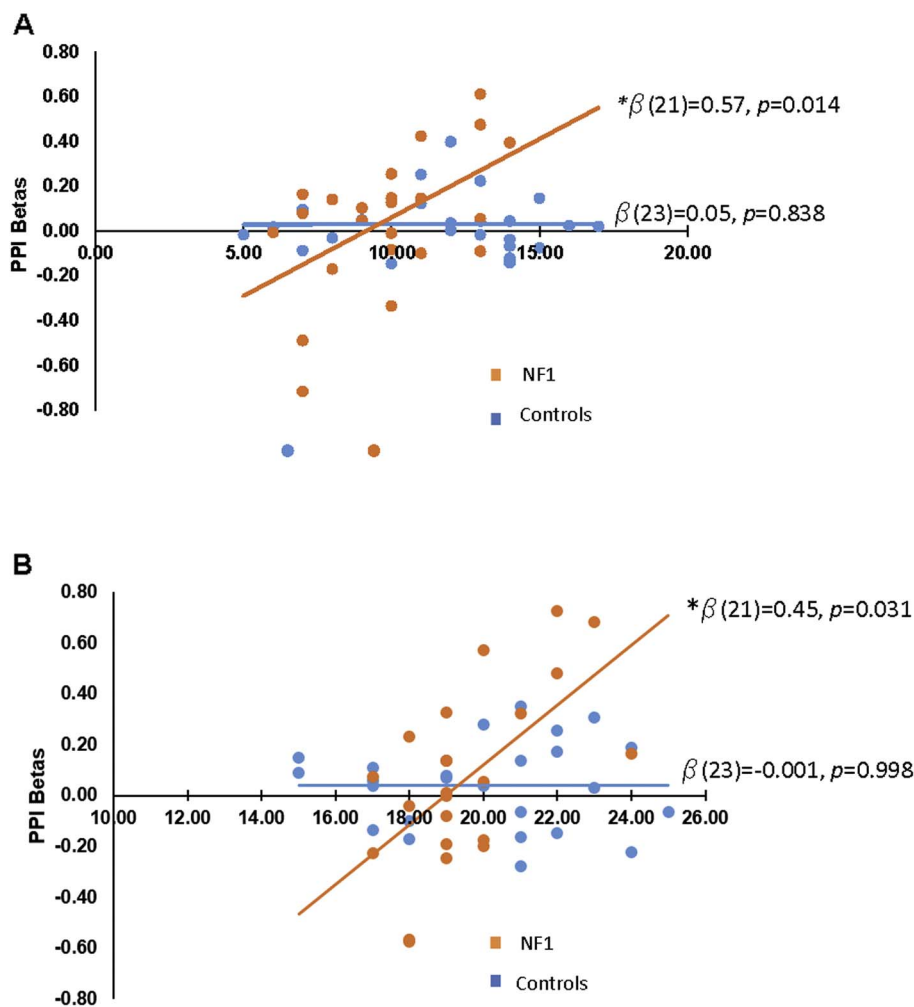 A
0.80
0.60
*β(21)=0.57, p=0.014
0.40
0.20
β(23)=0.05, p=0.838
PPI Betas
0.00
0.00 5.00 10.00 15.00 20.00
-0.20
-0.40
-0.60
NF1
Controls
-0.80
B
0.80
*β(21)=0.45, p=0.031
0.60
0.40
0.20
β(23)=-0.001, p=0.998
PPI Betas
0.00
10.00 12.00 14.00 16.00 18.00 20.00 22.00 24.00 26.00
-0.20
-0.40
-0.60
NF1
Controls
-0.80